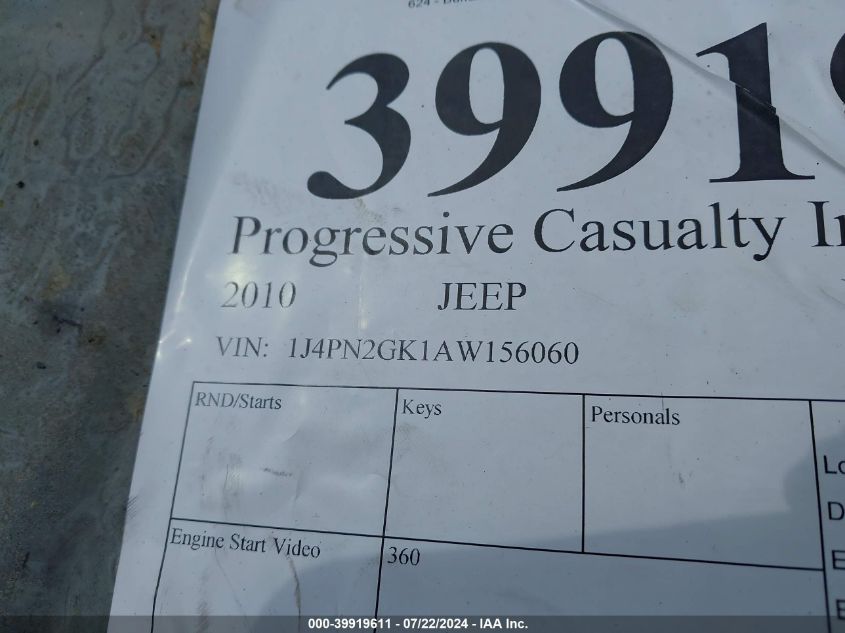 624 -
3991
Progressive Casualty
2010 JEEP
VIN: 1J4PN2GK1AW156060
RND/Starts Keys Personals
Engine Start Video 360
000-39919611 - 07/22/2024 - IAA Inc.